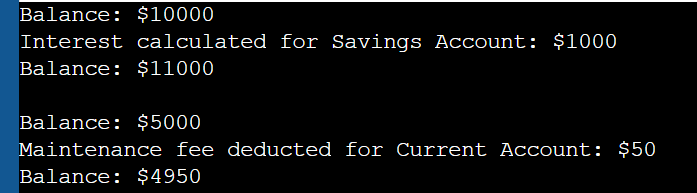 Balance: $10000
Interest calculated for Savings Account: $1000
Balance: $11000

Balance: $5000
Maintenance fee deducted for Current Account: $50
Balance: $4950